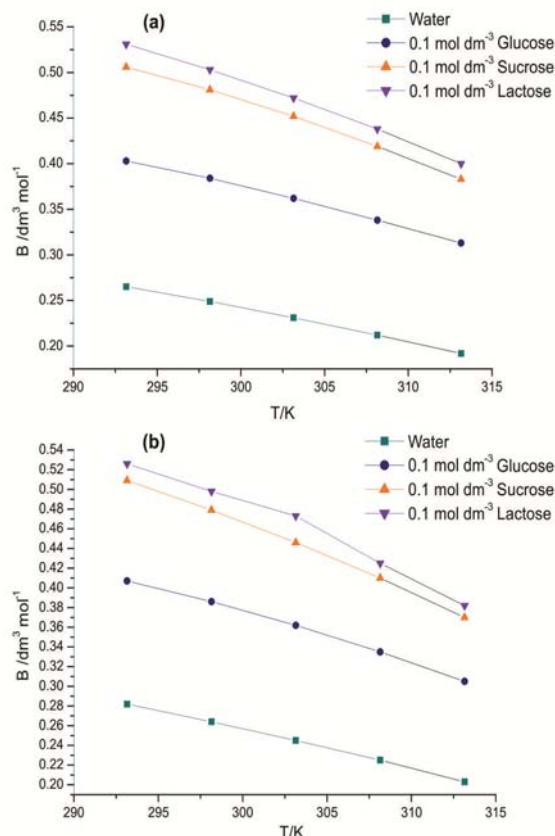 (a)
Water
0.1 mol dm⁻³ Glucose
0.1 mol dm⁻³ Sucrose
0.1 mol dm⁻³ Lactose
0.55
0.50
0.45
0.40
0.35
0.30
0.25
0.20
B /dm³ mol⁻¹
290 295 300 305 310 315
T/K
(b)
Water
0.1 mol dm⁻³ Glucose
0.1 mol dm⁻³ Sucrose
0.1 mol dm⁻³ Lactose
0.54
0.52
0.50
0.48
0.46
0.44
0.42
0.40
0.38
0.36
0.34
0.32
0.30
0.28
0.26
0.24
0.22
0.20
B /dm³ mol⁻¹
290 295 300 305 310 315
T/K